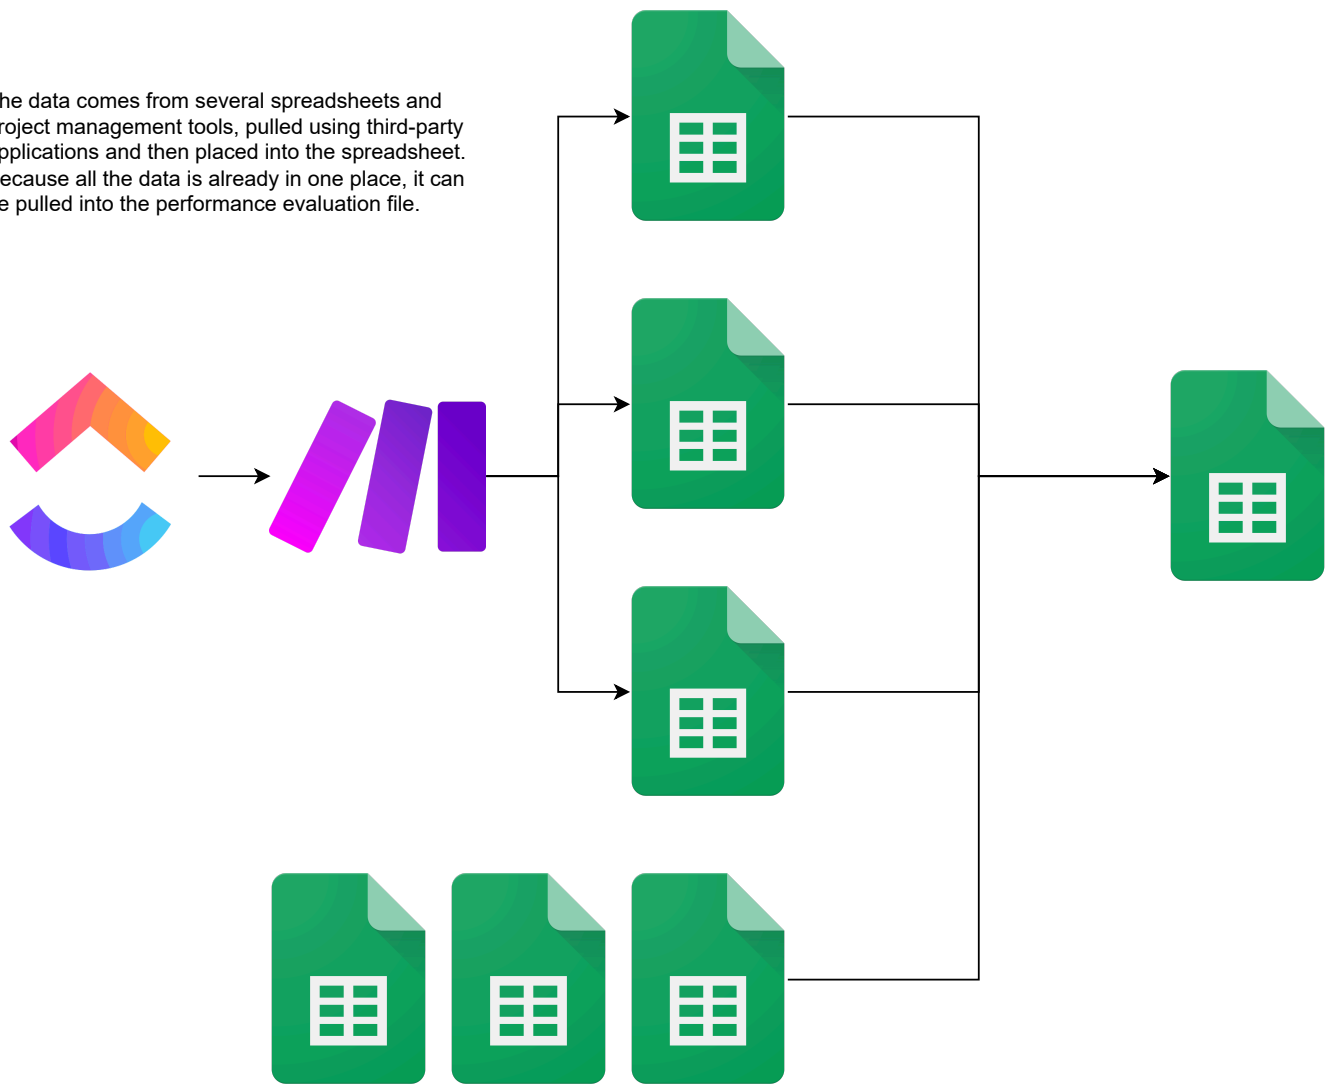 he data comes from several spreadsheets and
roject management tools, pulled using third-party
pplications and then placed into the spreadsheet.
ecause all the data is already in one place, it can
e pulled into the performance evaluation file.